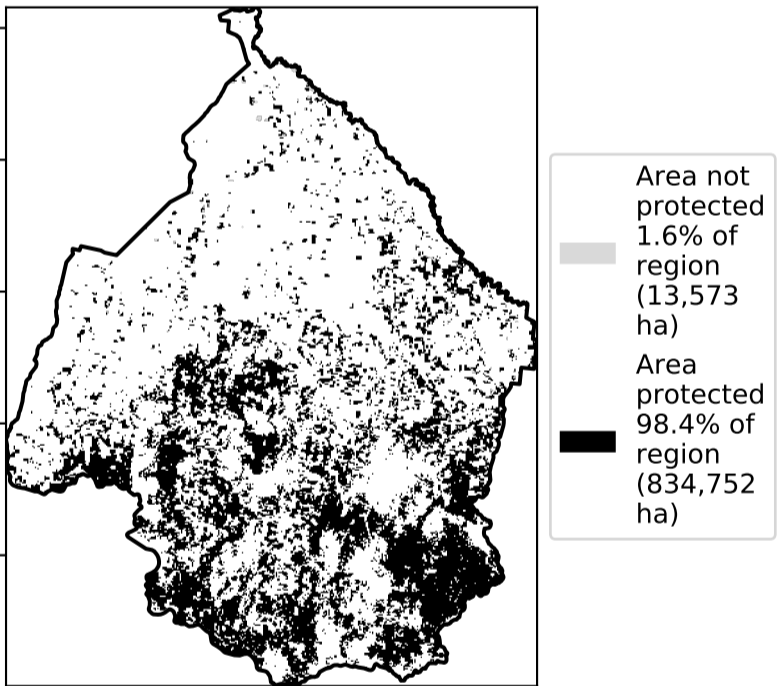 Area not
protected
1.6% of
region
(13,573
ha)
Area
protected
98.4% of
region
(834,752
ha)